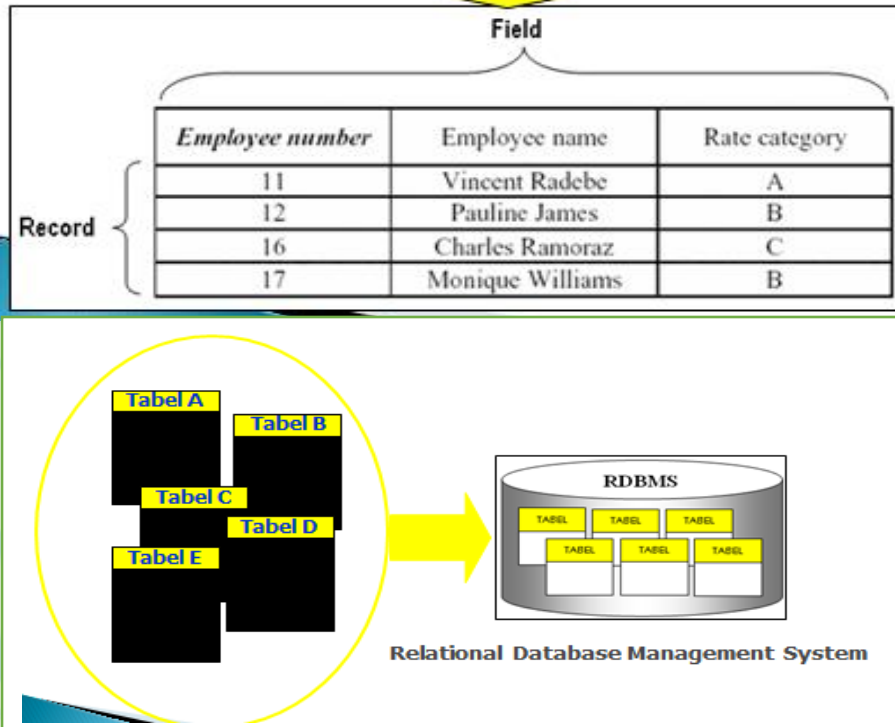 Field
Employee number Employee name Rate category
Record
11 Vincent Radebe A
12 Pauline James B
16 Charles Ramoraz C
17 Monique Williams B
Tabel A
Tabel B
Tabel C
Tabel D
Tabel E
RDBMS
TABEL TABEL TABEL
TABEL TABEL TABEL
Relational Database Management System